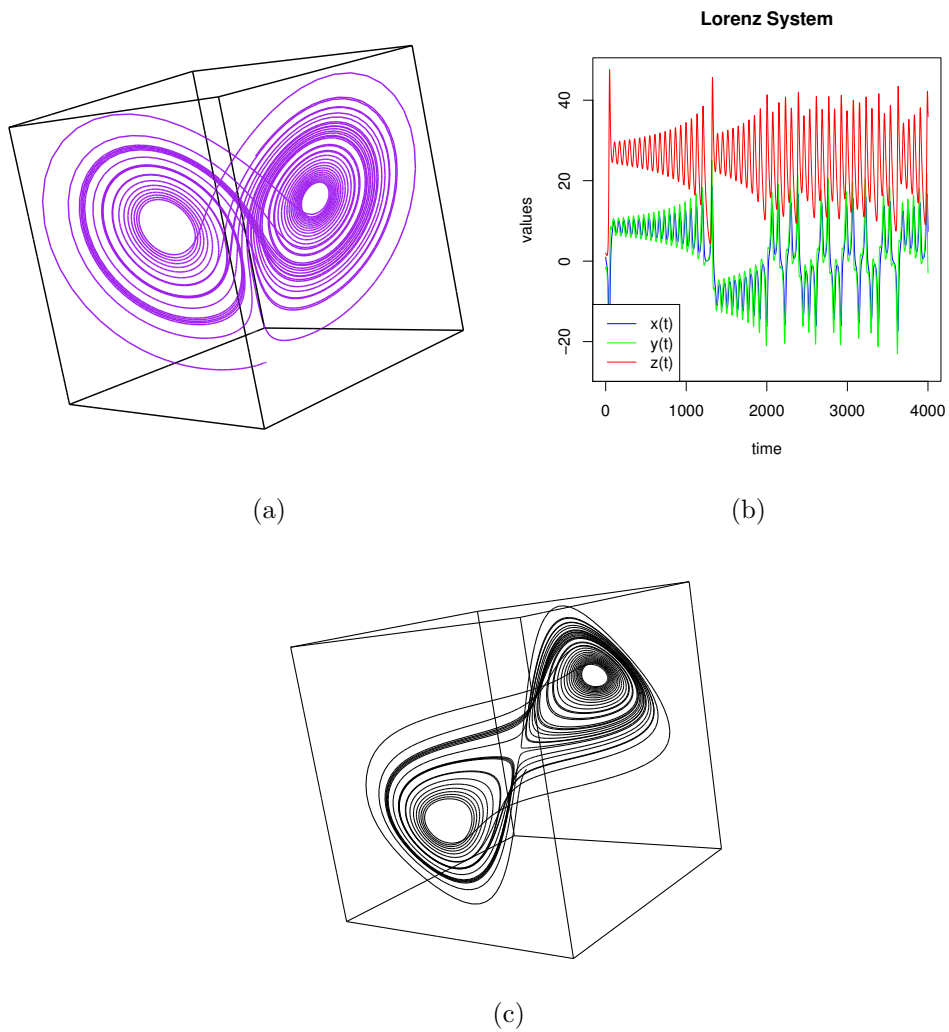 Lorenz System
values
40
20
0
−20
x(t)
y(t)
z(t)
0 1000 2000 3000 4000
time
(a)
(b)
(c)